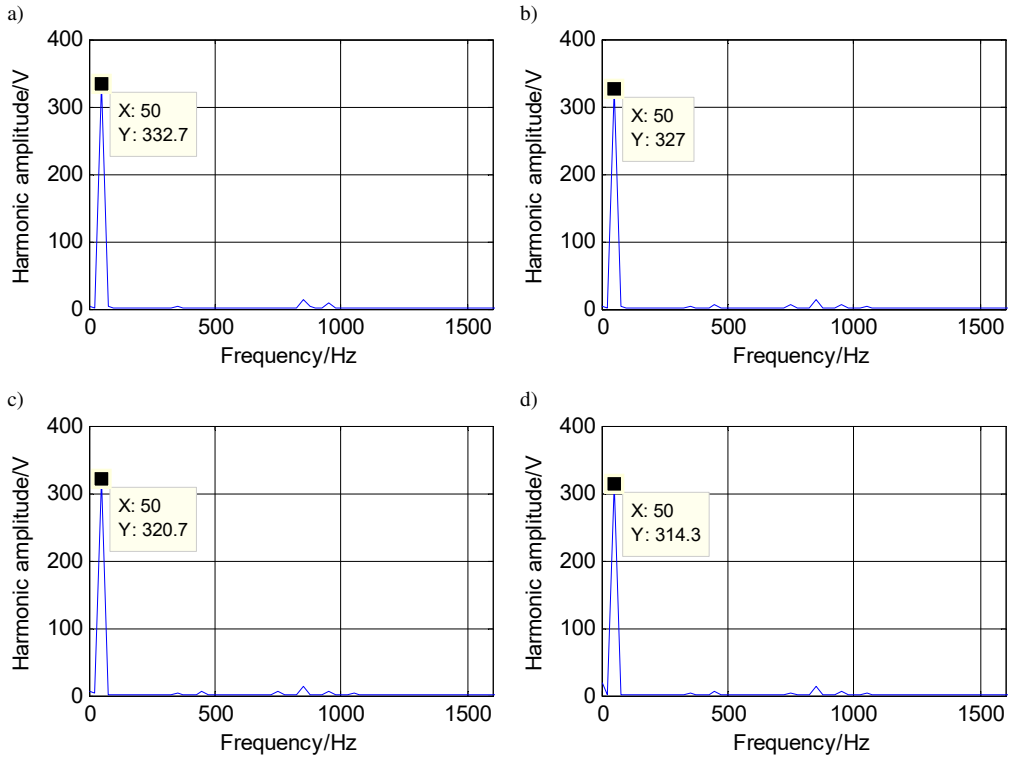 a)
400
300
200
100
0
Harmonic amplitude/V
X: 50
Y: 332.7
0 500 1000 1500
Frequency/Hz
b)
400
300
200
100
0
Harmonic amplitude/V
X: 50
Y: 327
0 500 1000 1500
Frequency/Hz
c)
400
300
200
100
0
Harmonic amplitude/V
X: 50
Y: 320.7
0 500 1000 1500
Frequency/Hz
d)
400
300
200
100
0
Harmonic amplitude/V
X: 50
Y: 314.3
0 500 1000 1500
Frequency/Hz